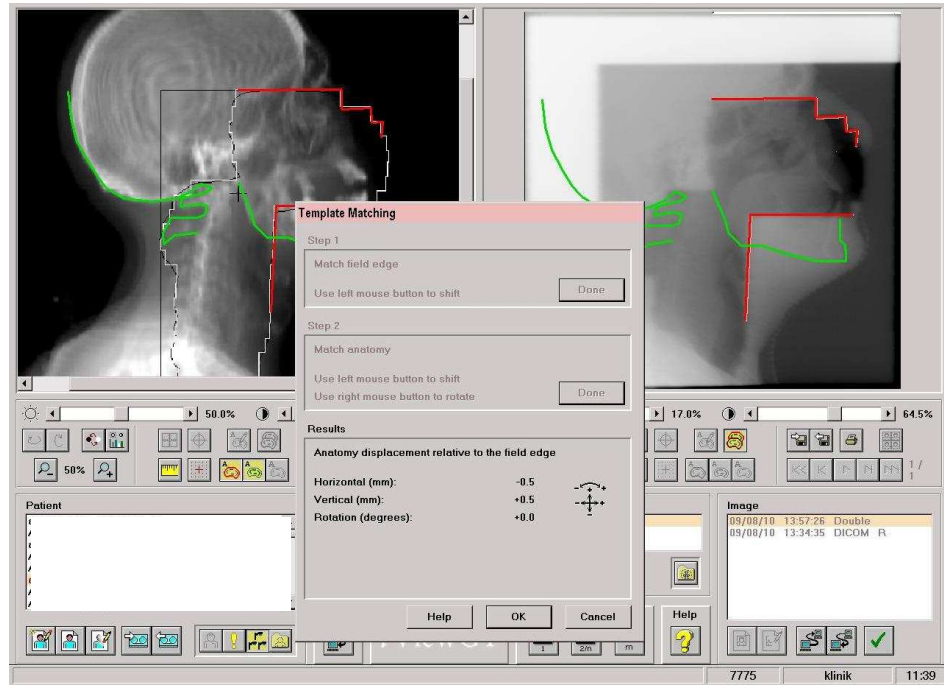 Template Matching
Step 1
Match field edge
Use left mouse button to shift
Done
Step 2
Match anatomy
Use left mouse button to shift
Use right mouse button to rotate
Done
Results
Anatomy displacement relative to the field edge
Horizontal (mm): -0.5
Vertical (mm): +0.5
Rotation (degrees): +0.0
Help OK Cancel
50.0%
17.0%
64.5%
50%
1 / 1
Patient
Image
09/08/10 13:57:26 Double
09/08/10 13:34:35 DICOM R
1 2/n m
Help
7775 klinik 11:39